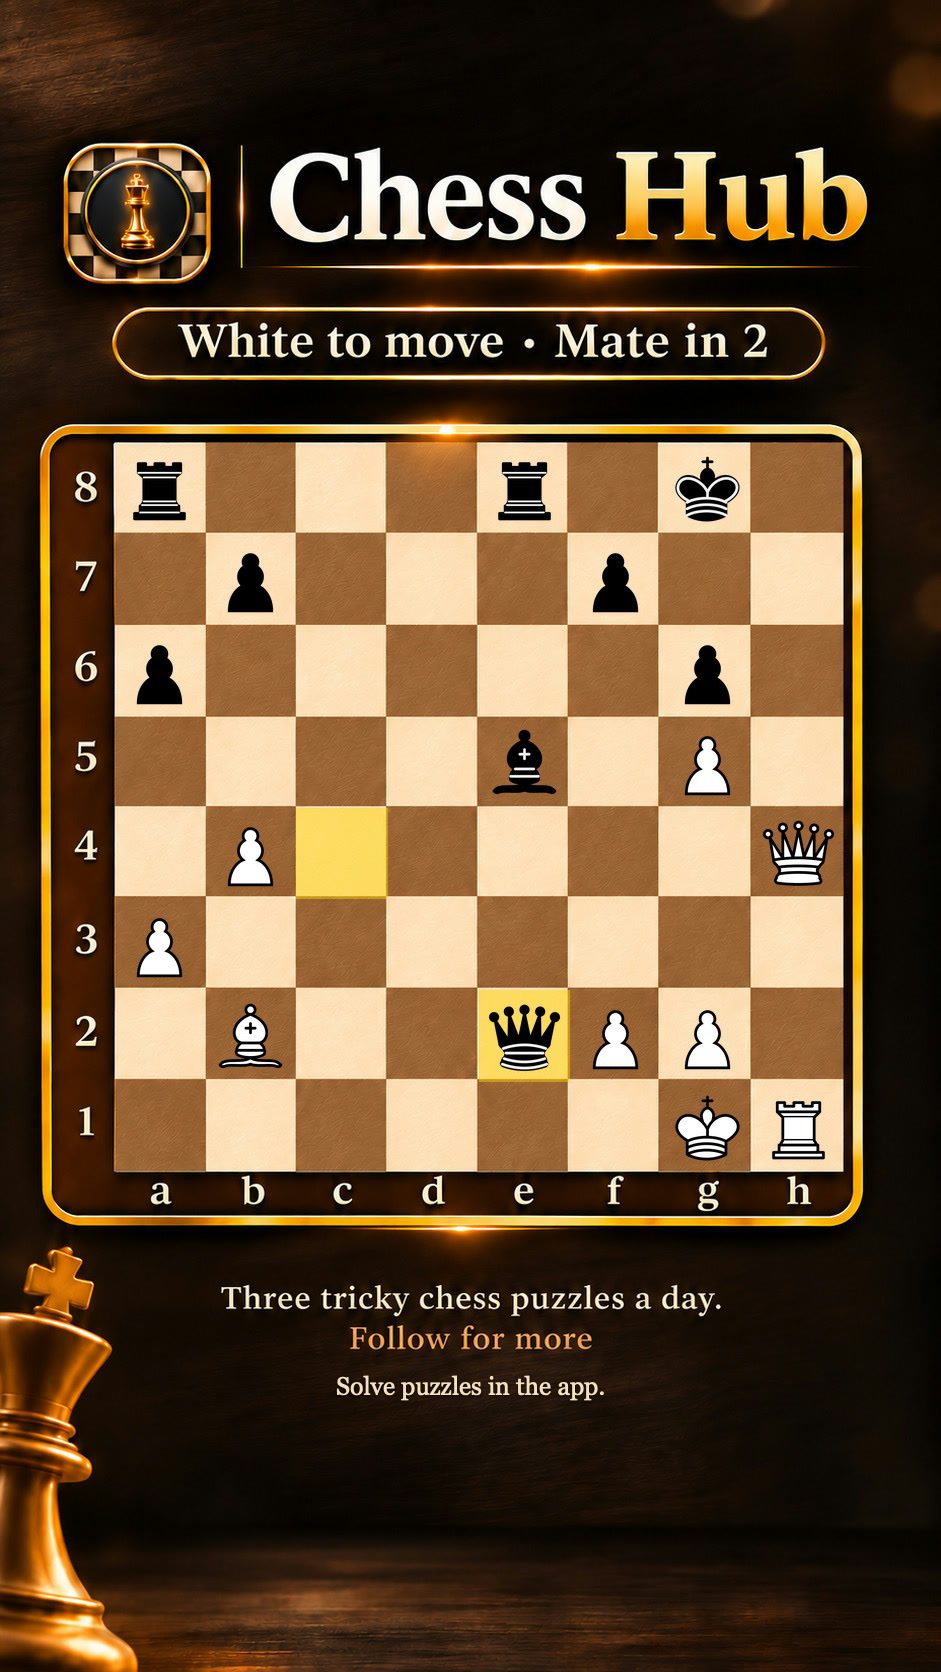 Chess Hub
White to move • Mate in 2
8
7
6
5
4
3
2
1
a b c d e f g h
Three tricky chess puzzles a day.
Follow for more
Solve puzzles in the app.